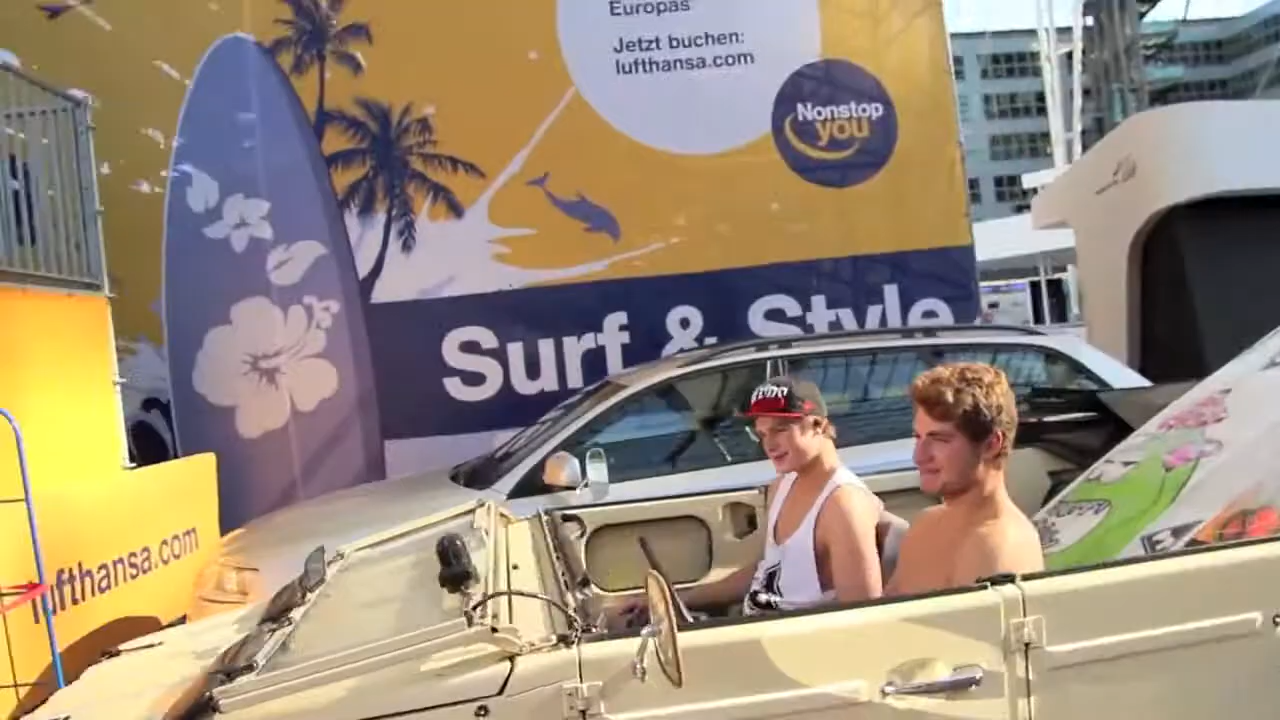 Europas
Jetzt buchen:
lufthansa.com
Nonstop
you
Surf & Style
lufthansa.com